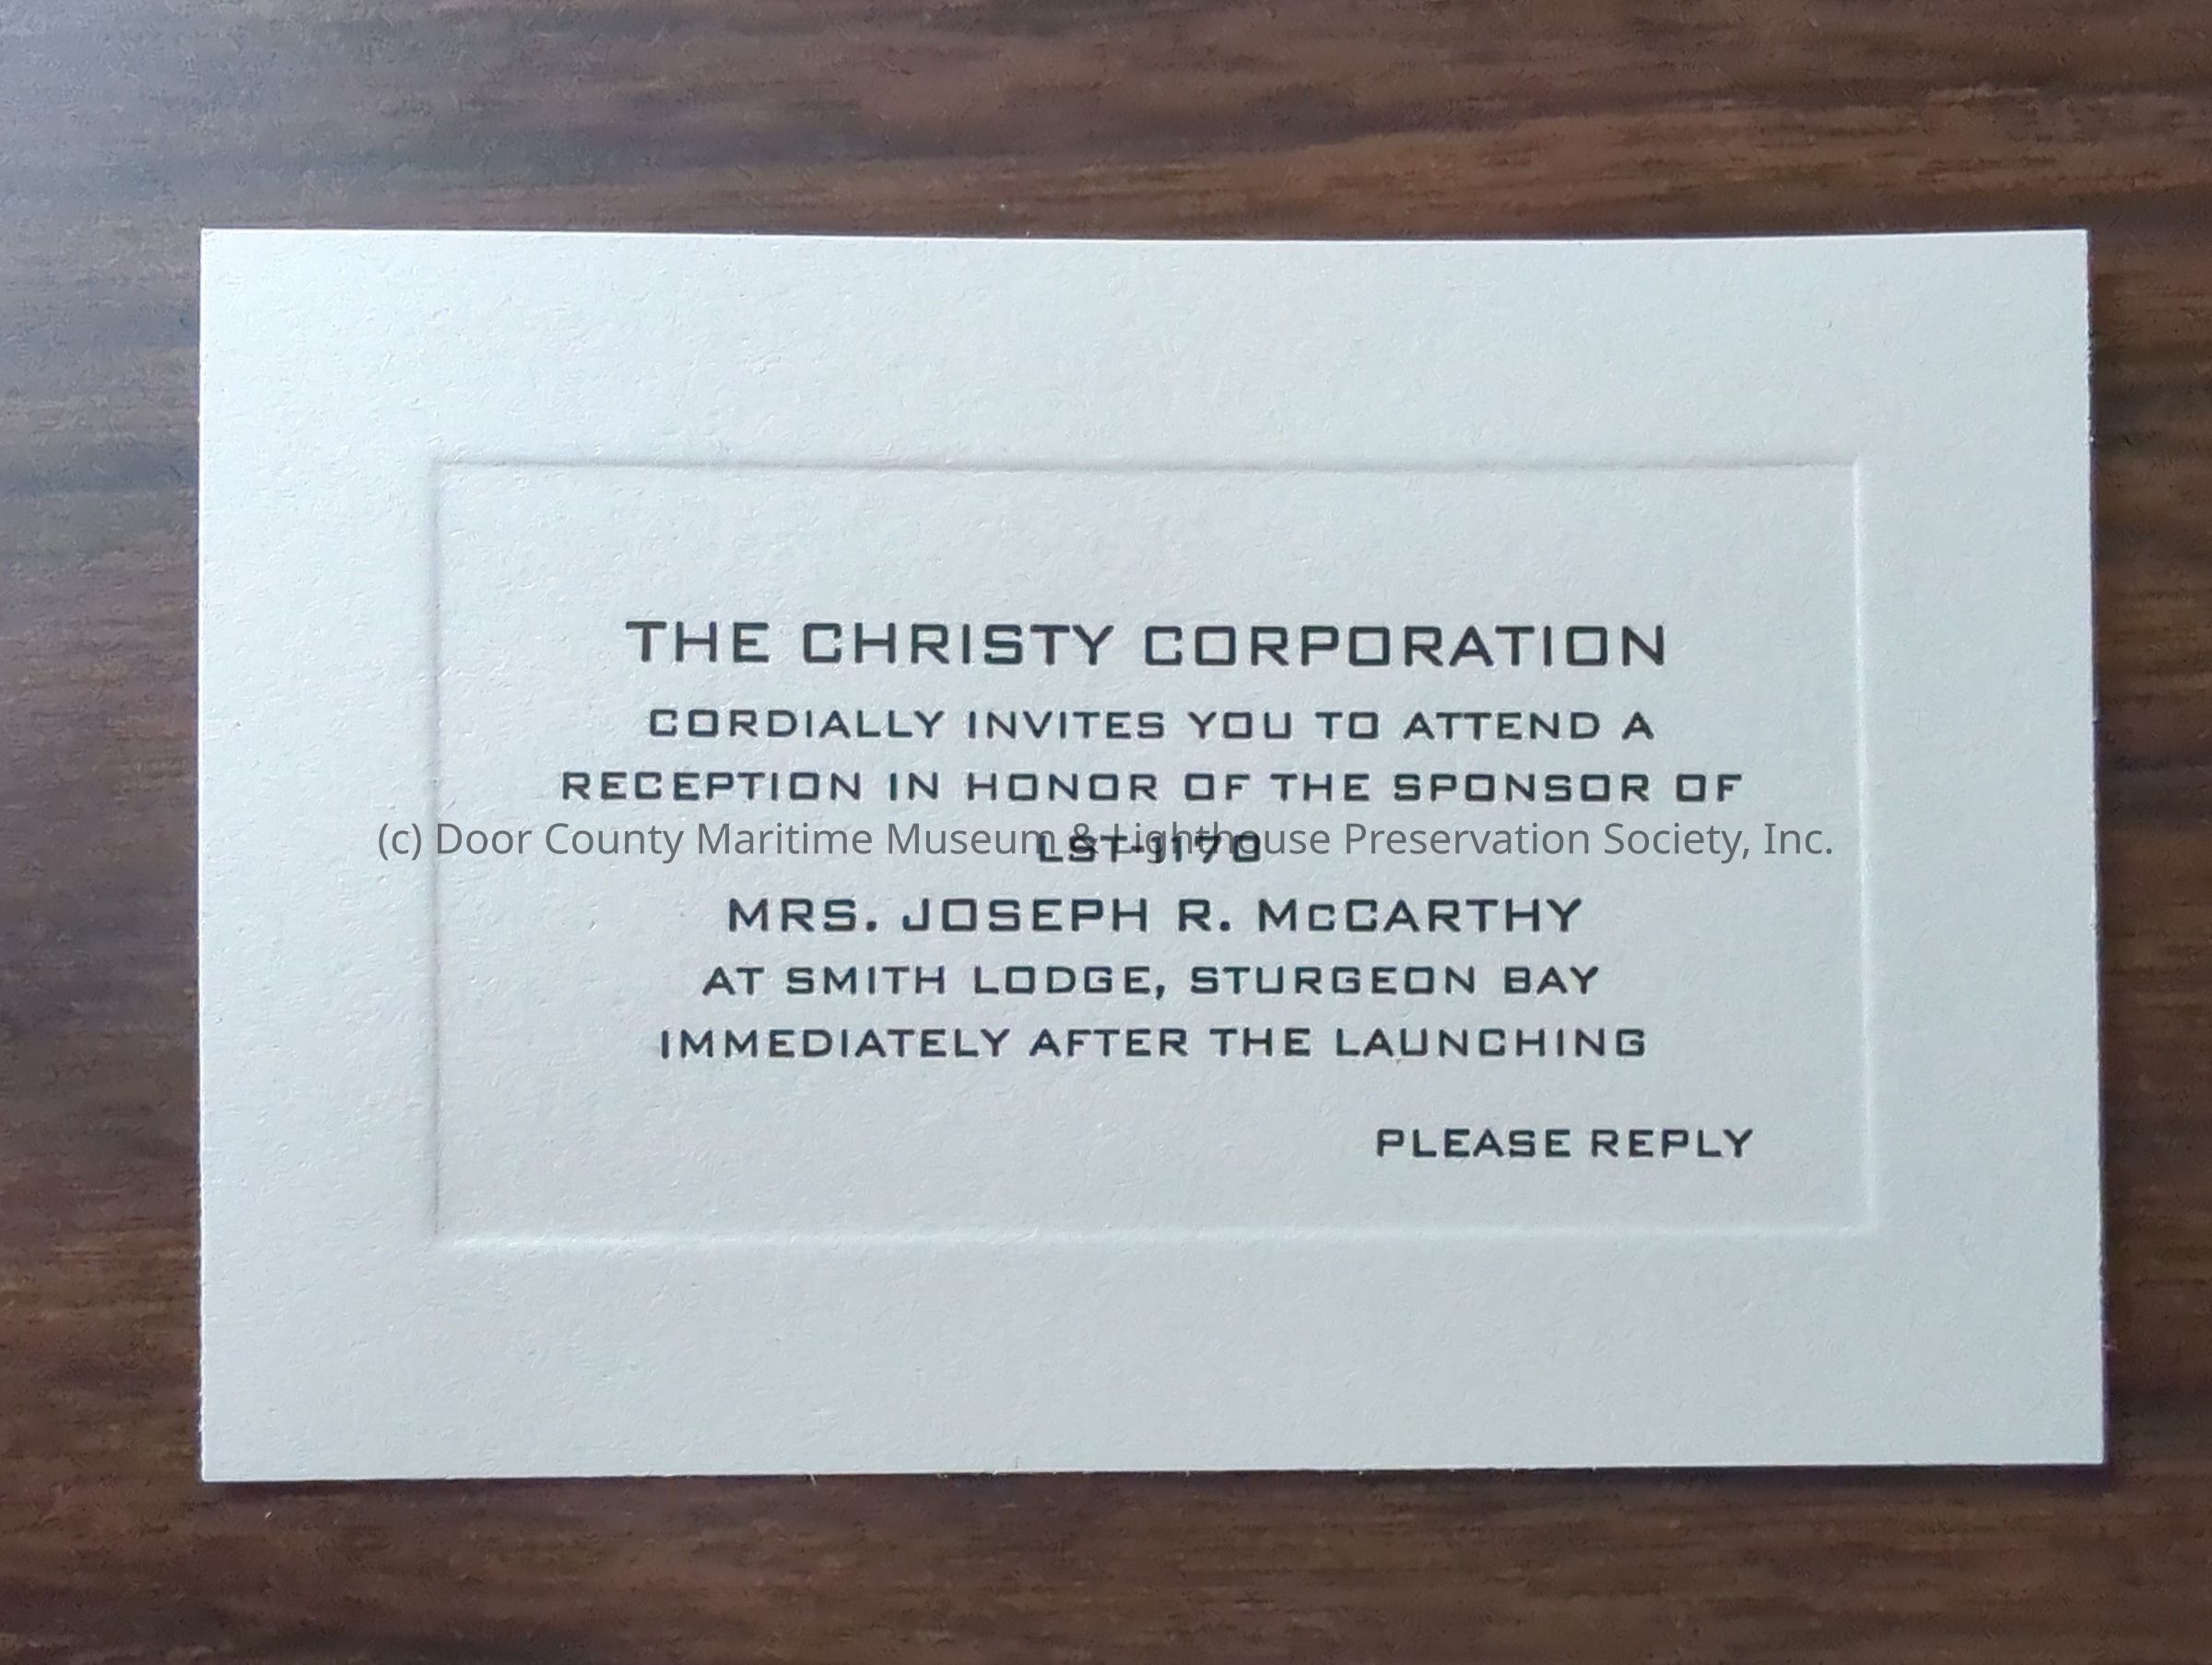 THE CHRISTY CORPORATION
CORDIALLY INVITES YOU TO ATTEND A
RECEPTION IN HONOR OF THE SPONSOR OF
LST-1170
(c) Door County Maritime Museum & Lighthouse Preservation Society, Inc.
MRS. JOSEPH R. McCARTHY
AT SMITH LODGE, STURGEON BAY
IMMEDIATELY AFTER THE LAUNCHING
PLEASE REPLY